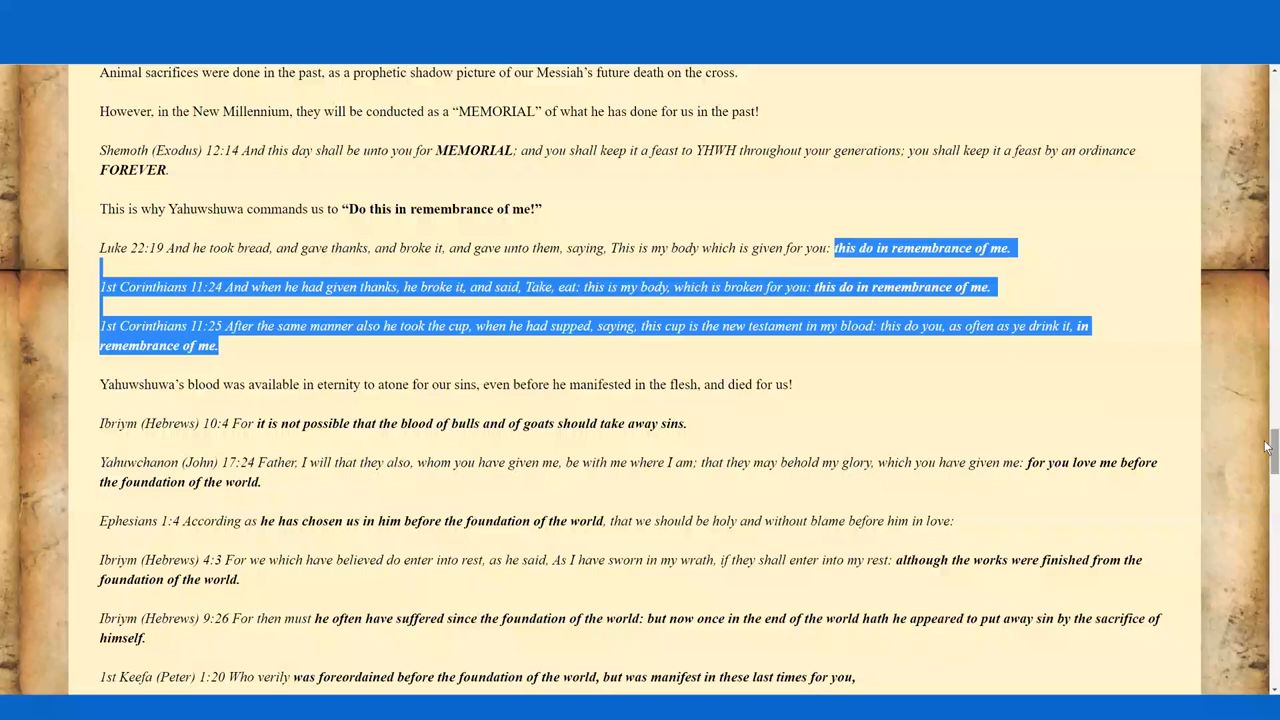 Animal sacrifices were done in the past, as a prophetic shadow picture of our Messiah's future death on the cross.
However, in the New Millennium, they will be conducted as a “MEMORIAL” of what he has done for us in the past!
Shemoth (Exodus) 12:14 And this day shall be unto you for MEMORIAL; and you shall keep it a feast to YHWH throughout your generations; you shall keep it a feast by an ordinance
FOREVER.
This is why Yahuwshuwa commands us to “Do this in remembrance of me!”
Luke 22:19 And he took bread, and gave thanks, and broke it, and gave unto them, saying, This is my body which is given for you: this do in remembrance of me.
1st Corinthians 11:24 And when he had given thanks, he broke it, and said, Take, eat: this is my body, which is broken for you: this do in remembrance of me.
1st Corinthians 11:25 After the same manner also he took the cup, when he had supped, saying, this cup is the new testament in my blood: this do you, as often as ye drink it, in
remembrance of me.
Yahuwshuwa’s blood was available in eternity to atone for our sins, even before he manifested in the flesh, and died for us!
Ibriym (Hebrews) 10:4 For it is not possible that the blood of bulls and of goats should take away sins.
Yahuwchanon (John) 17:24 Father, I will that they also, whom you have given me, be with me where I am; that they may behold my glory, which you have given me: for you love me before
the foundation of the world.
Ephesians 1:4 According as he has chosen us in him before the foundation of the world, that we should be holy and without blame before him in love:
Ibriym (Hebrews) 4:3 For we which have believed do enter into rest, as he said, As I have sworn in my wrath, if they shall enter into my rest: although the works were finished from the
foundation of the world.
Ibriym (Hebrews) 9:26 For then must he often have suffered since the foundation of the world: but now once in the end of the world hath he appeared to put away sin by the sacrifice of
himself.
1st Keefa (Peter) 1:20 Who verily was foreordained before the foundation of the world, but was manifest in these last times for you,